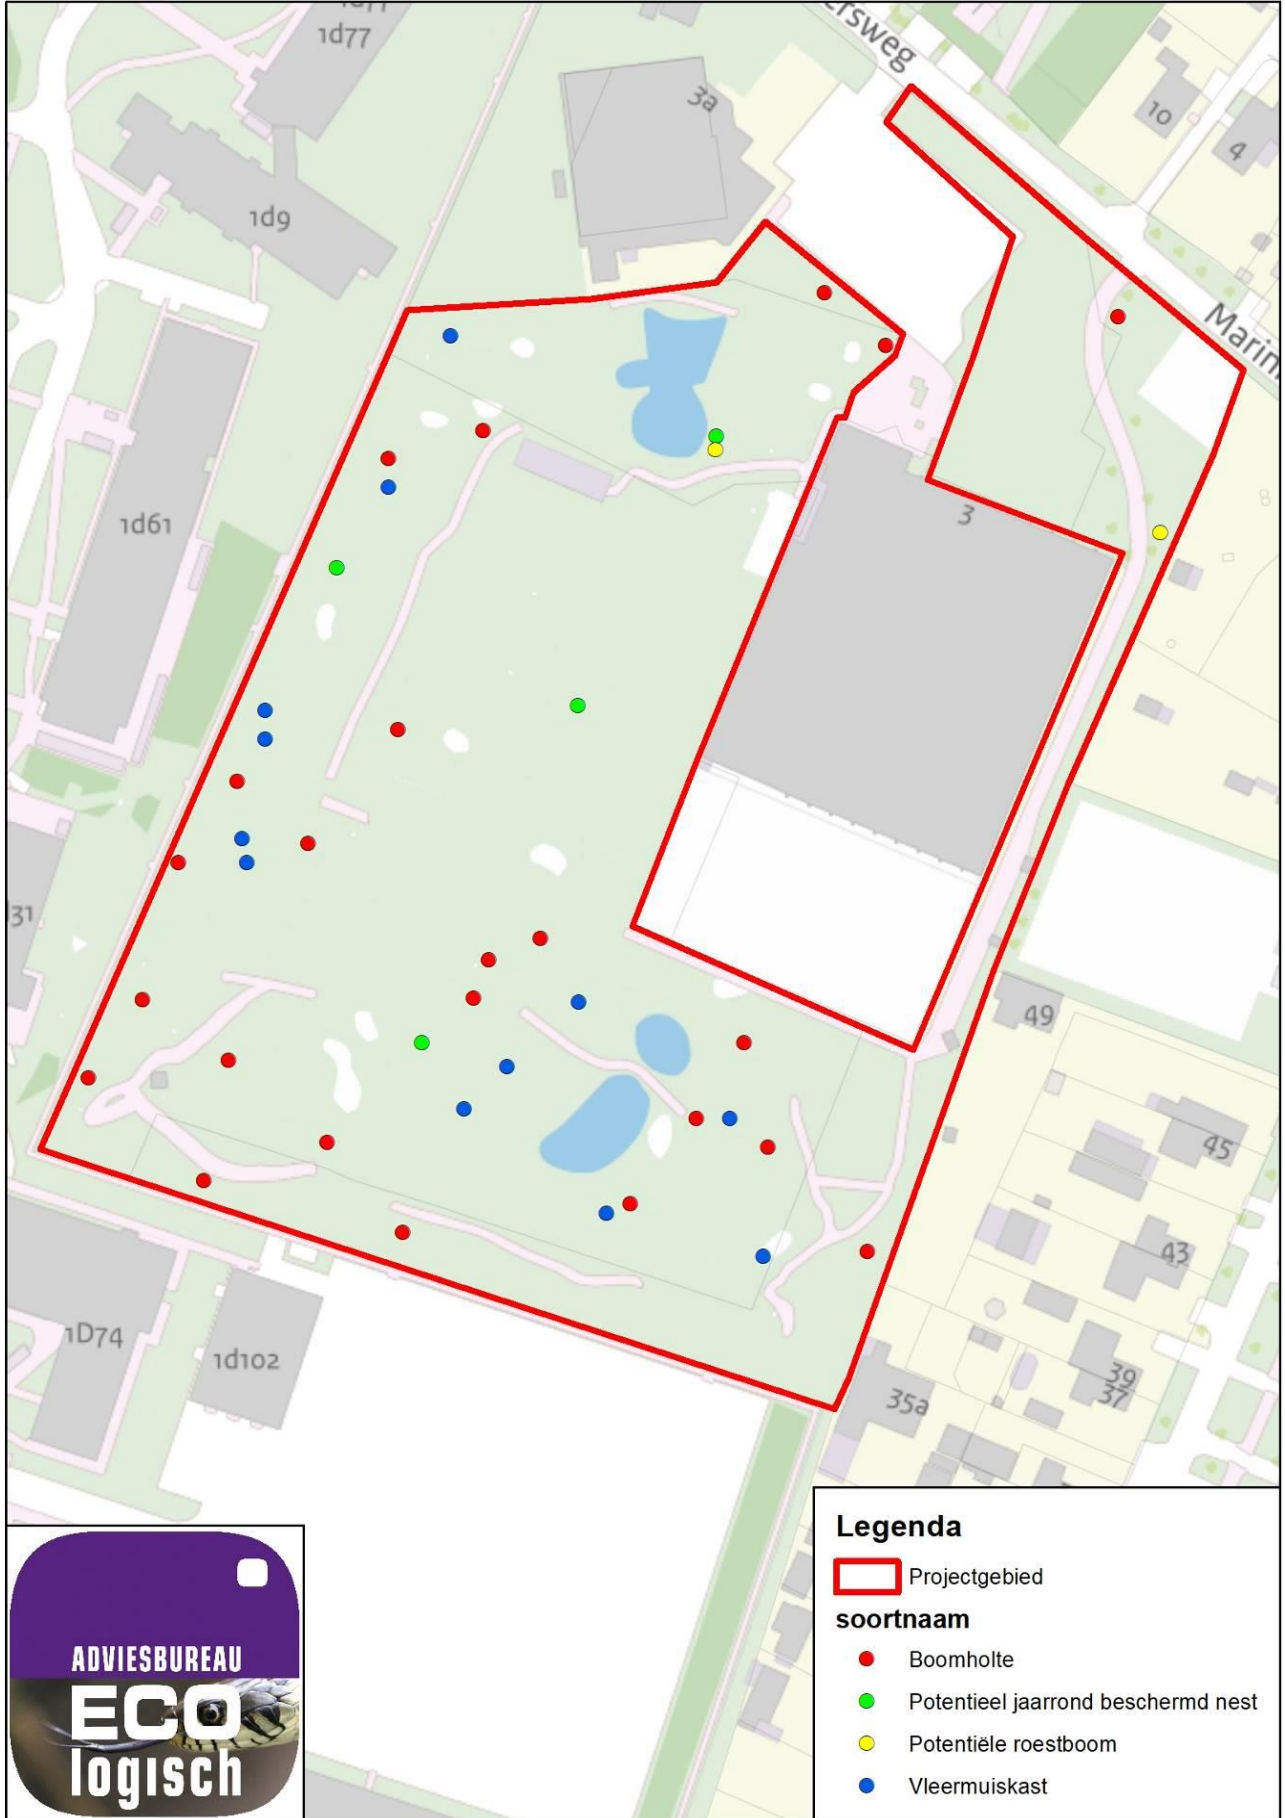 1d77
ersweg
3a
10
4
1d9
Marin
1d61
3
31
49
45
43
1D74
1d102
39
37
35a
Legenda
Projectgebied
soortnaam
Boomholte
Potentieel jaarrond beschermd nest
Potentiële roestboom
Vleermuiskast
ADVIESBUREAU
ECO
logisch